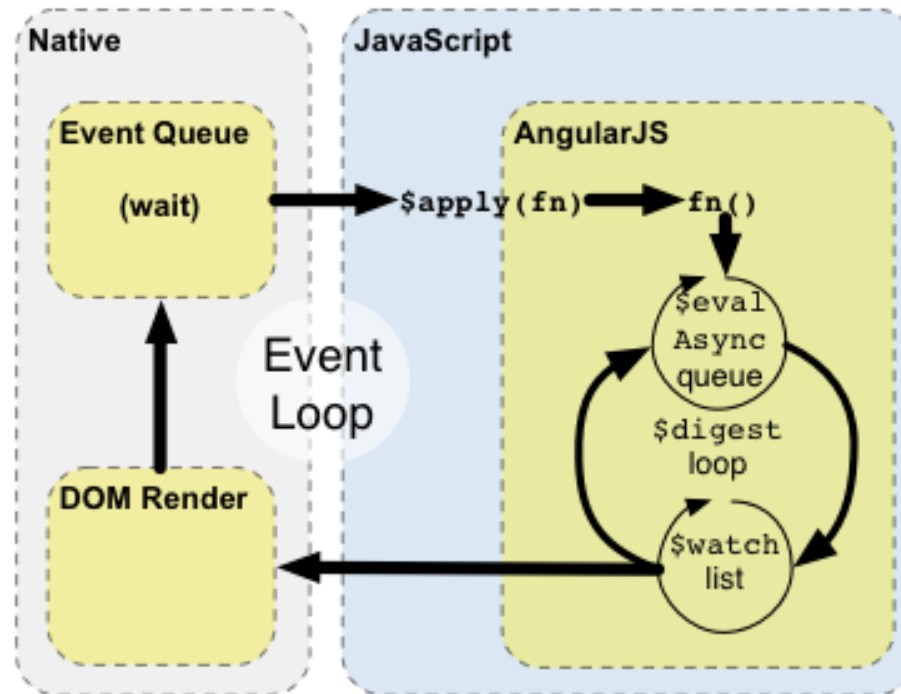 Native
JavaScript
Event Queue
(wait)
AngularJS
$apply(fn)
fn()
$eval
Async
queue
$digest
loop
$watch
list
Event
Loop
DOM Render